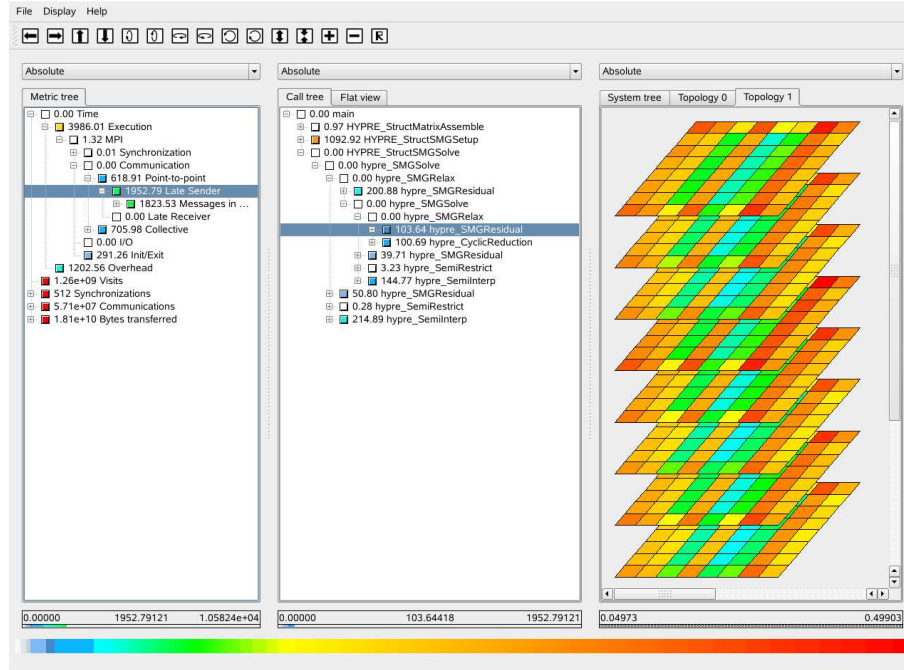 File Display Help
R
Absolute
Metric tree
0.00 Time
3986.01 Execution
1.32 MPI
0.01 Synchronization
0.00 Communication
618.91 Point-to-point
1952.79 Late Sender
1823.53 Messages in ...
0.00 Late Receiver
705.98 Collective
0.00 I/O
291.26 Init/Exit
1202.56 Overhead
1.26e+09 Visits
512 Synchronizations
5.71e+07 Communications
1.81e+10 Bytes transferred
0.00000 1952.79121 1.05824e+04
Absolute
Call tree Flat view
0.00 main
0.97 HYPRE_StructMatrixAssemble
1092.92 HYPRE_StructSMGSetup
0.00 HYPRE_StructSMGSolve
0.00 hypre_SMGSolve
0.00 hypre_SMGRelax
200.88 hypre_SMGResidual
0.00 hypre_SMGSolve
0.00 hypre_SMGRelax
103.64 hypre_SMGResidual
100.69 hypre_CyclicReduction
39.71 hypre_SMGResidual
3.23 hypre_SemiRestrict
144.77 hypre_SemiInterp
50.80 hypre_SMGResidual
0.28 hypre_SemiRestrict
214.89 hypre_SemiInterp
0.00000 103.64418 1952.79121
Absolute
System tree Topology 0 Topology 1
0.04973 0.49903